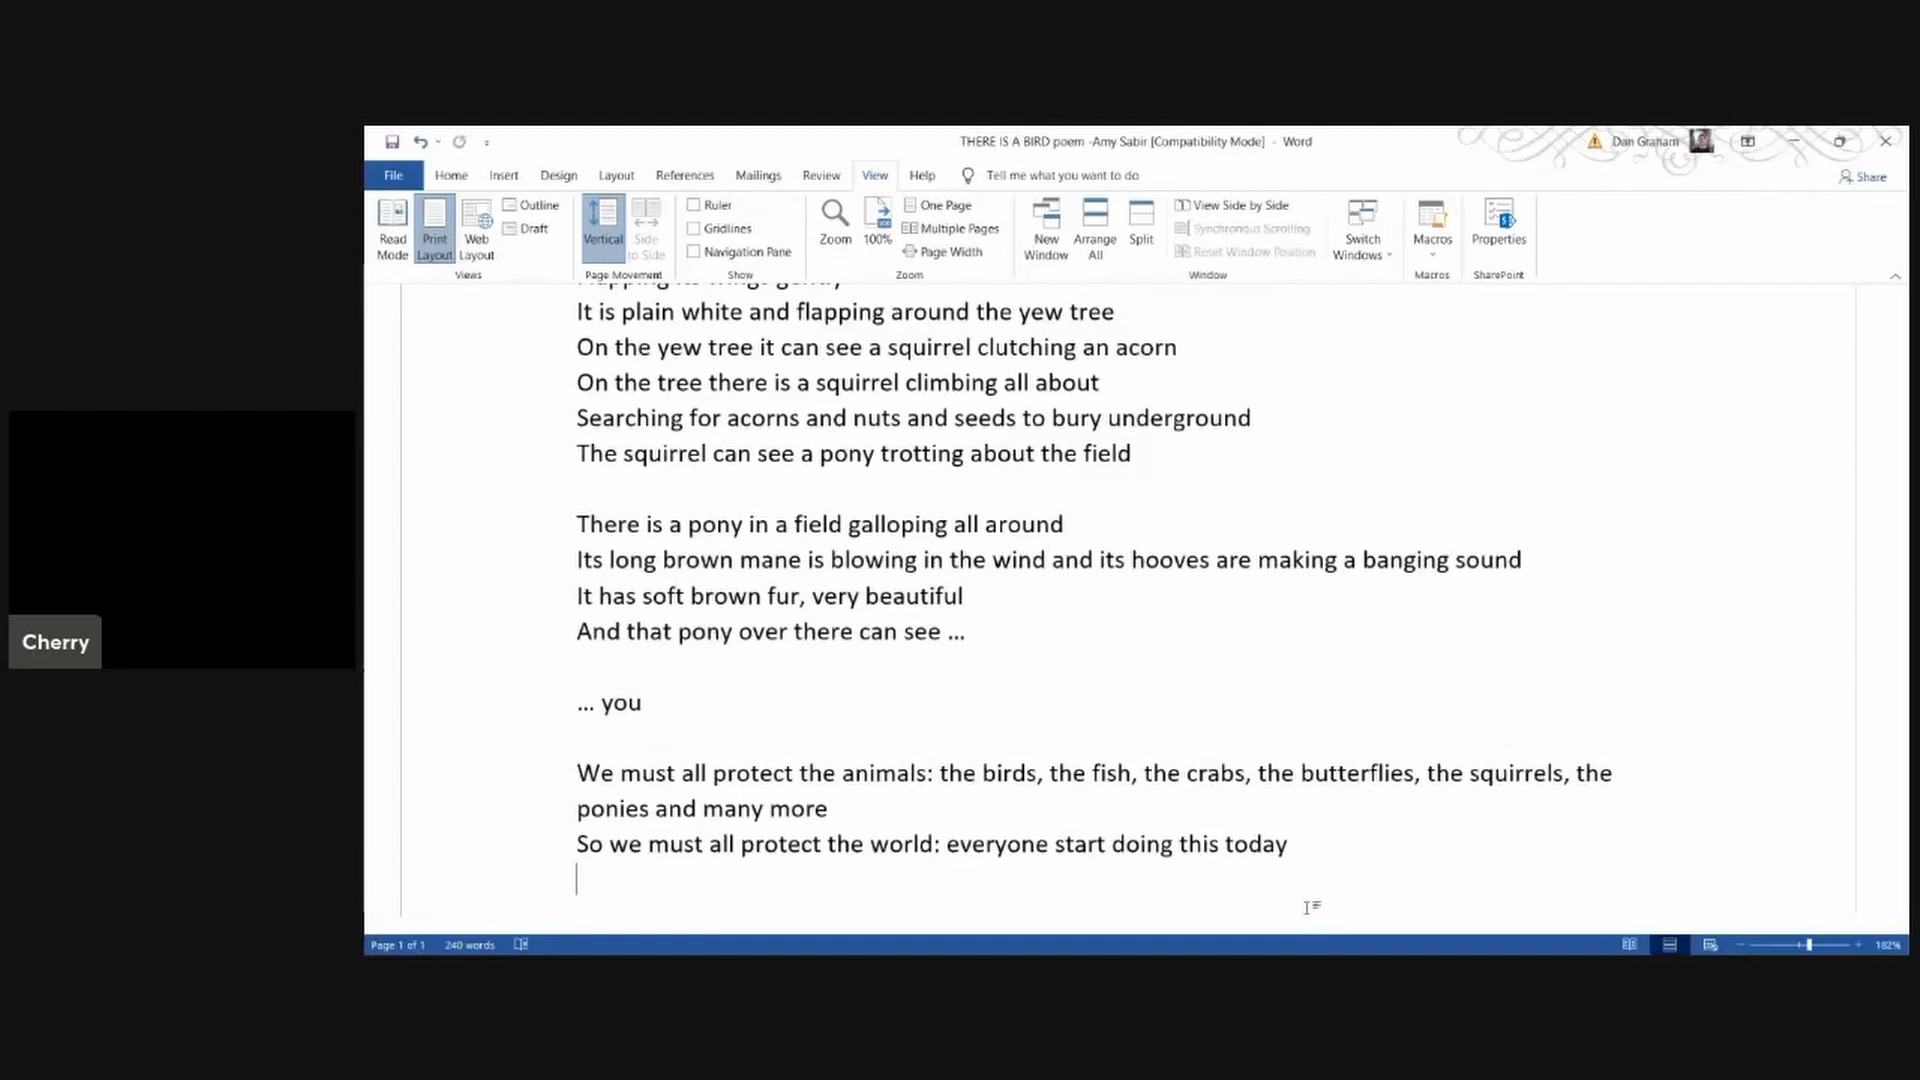 THERE IS A BIRD poem -Amy Sabir [Compatibility Mode] - Word
Dan Graham
File Home Insert Design Layout References Mailings Review View Help Tell me what you want to do
Share
Read Mode
Print Layout
Web Layout
Outline
Draft
Views
Vertical
Side to Side
Page Movement
Ruler
Gridlines
Navigation Pane
Show
Zoom
100%
One Page
Multiple Pages
Page Width
Zoom
New Window
Arrange All
Split
View Side by Side
Synchronous Scrolling
Reset Window Position
Window
Switch Windows
Macros
Macros
Properties
SharePoint
It is plain white and flapping around the yew tree
On the yew tree it can see a squirrel clutching an acorn
On the tree there is a squirrel climbing all about
Searching for acorns and nuts and seeds to bury underground
The squirrel can see a pony trotting about the field
There is a pony in a field galloping all around
Its long brown mane is blowing in the wind and its hooves are making a banging sound
It has soft brown fur, very beautiful
And that pony over there can see ...
... you
We must all protect the animals: the birds, the fish, the crabs, the butterflies, the squirrels, the
ponies and many more
So we must all protect the world: everyone start doing this today
Cherry
Page 1 of 1 240 words
182%